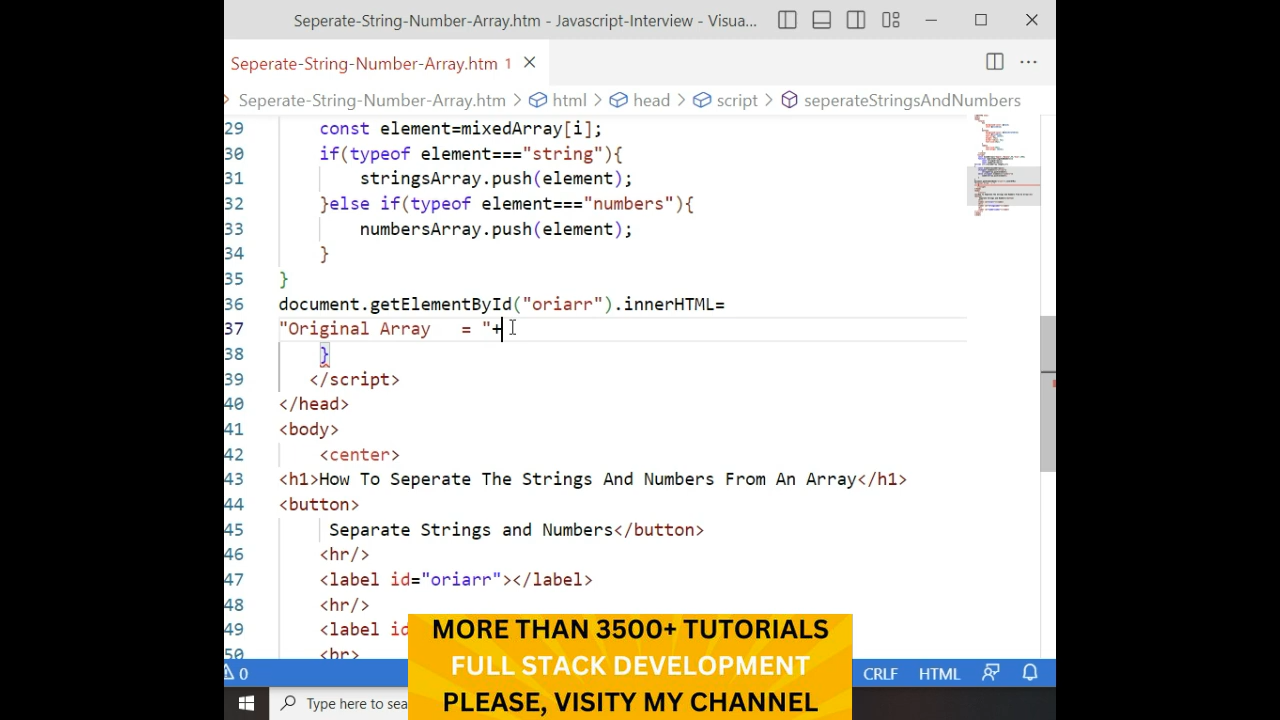 Seperate-String-Number-Array.htm - Javascript-Interview - Visua...
Seperate-String-Number-Array.htm 1
Seperate-String-Number-Array.htm > html > head > script > seperateStringsAndNumbers
29 const element=mixedArray[i];
30 if(typeof element==="string"){
31 stringsArray.push(element);
32 }else if(typeof element==="numbers"){
33 numbersArray.push(element);
34 }
35 }
36 document.getElementById("oriarr").innerHTML=
37 "Original Array   = "+
38 }
39 </script>
40 </head>
41 <body>
42 <center>
43 <h1>How To Seperate The Strings And Numbers From An Array</h1>
44 <button>
45 Separate Strings and Numbers</button>
46 <hr/>
47 <label id="oriarr"></label>
48 <hr/>
49 <label id
50 <br>
MORE THAN 3500+ TUTORIALS
FULL STACK DEVELOPMENT
PLEASE, VISITY MY CHANNEL
0 CRLF HTML
Type here to sea